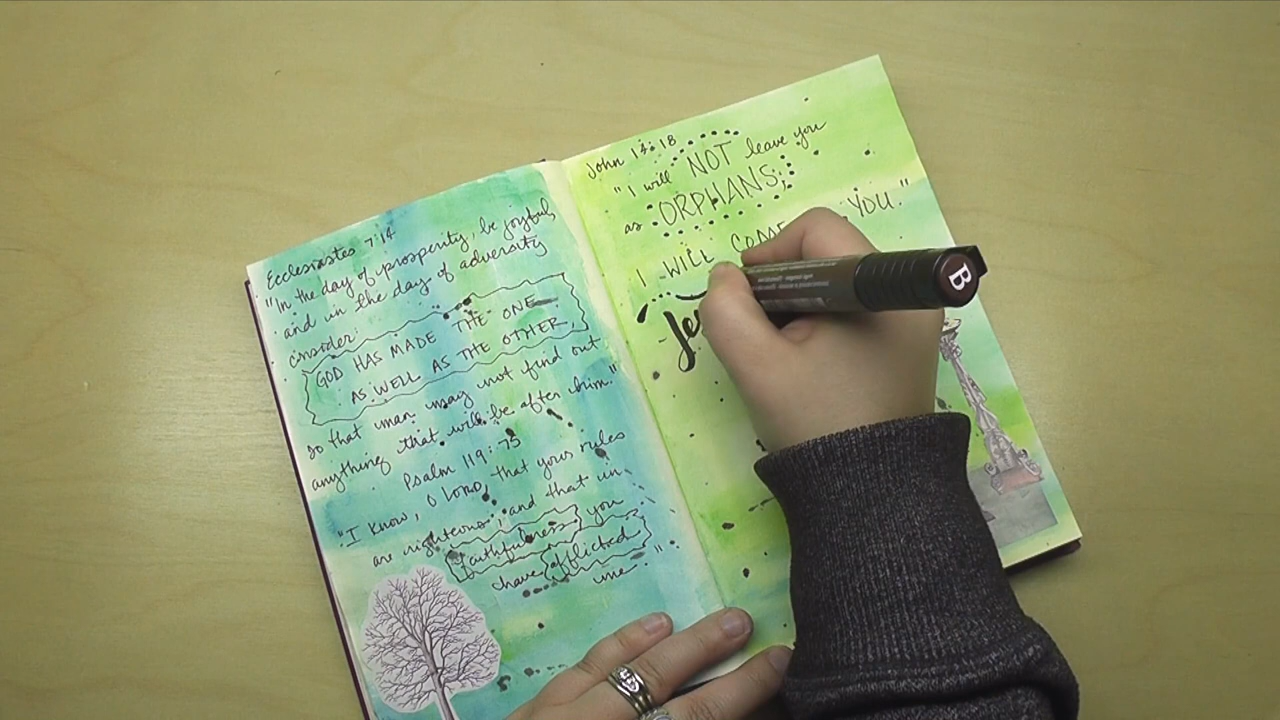 Ecclesiastes 7:14
"In the day of prosperity, be joyful,
and in the day of adversity
consider:
GOD HAS MADE THE ONE
AS WELL AS THE OTHER,
so that man may not find out
anything that will be after him."
Psalm 119:75
"I know, O LORD, that your rules
are righteous, and that in
faithfulness you
have afflicted
me."
John 14:18
"I will NOT leave you
as ORPHANS;
I WILL COME YOU."
Je
B